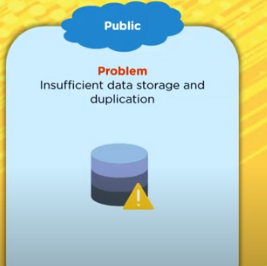 Public
Problem
Insufficient data storage and
duplication
!